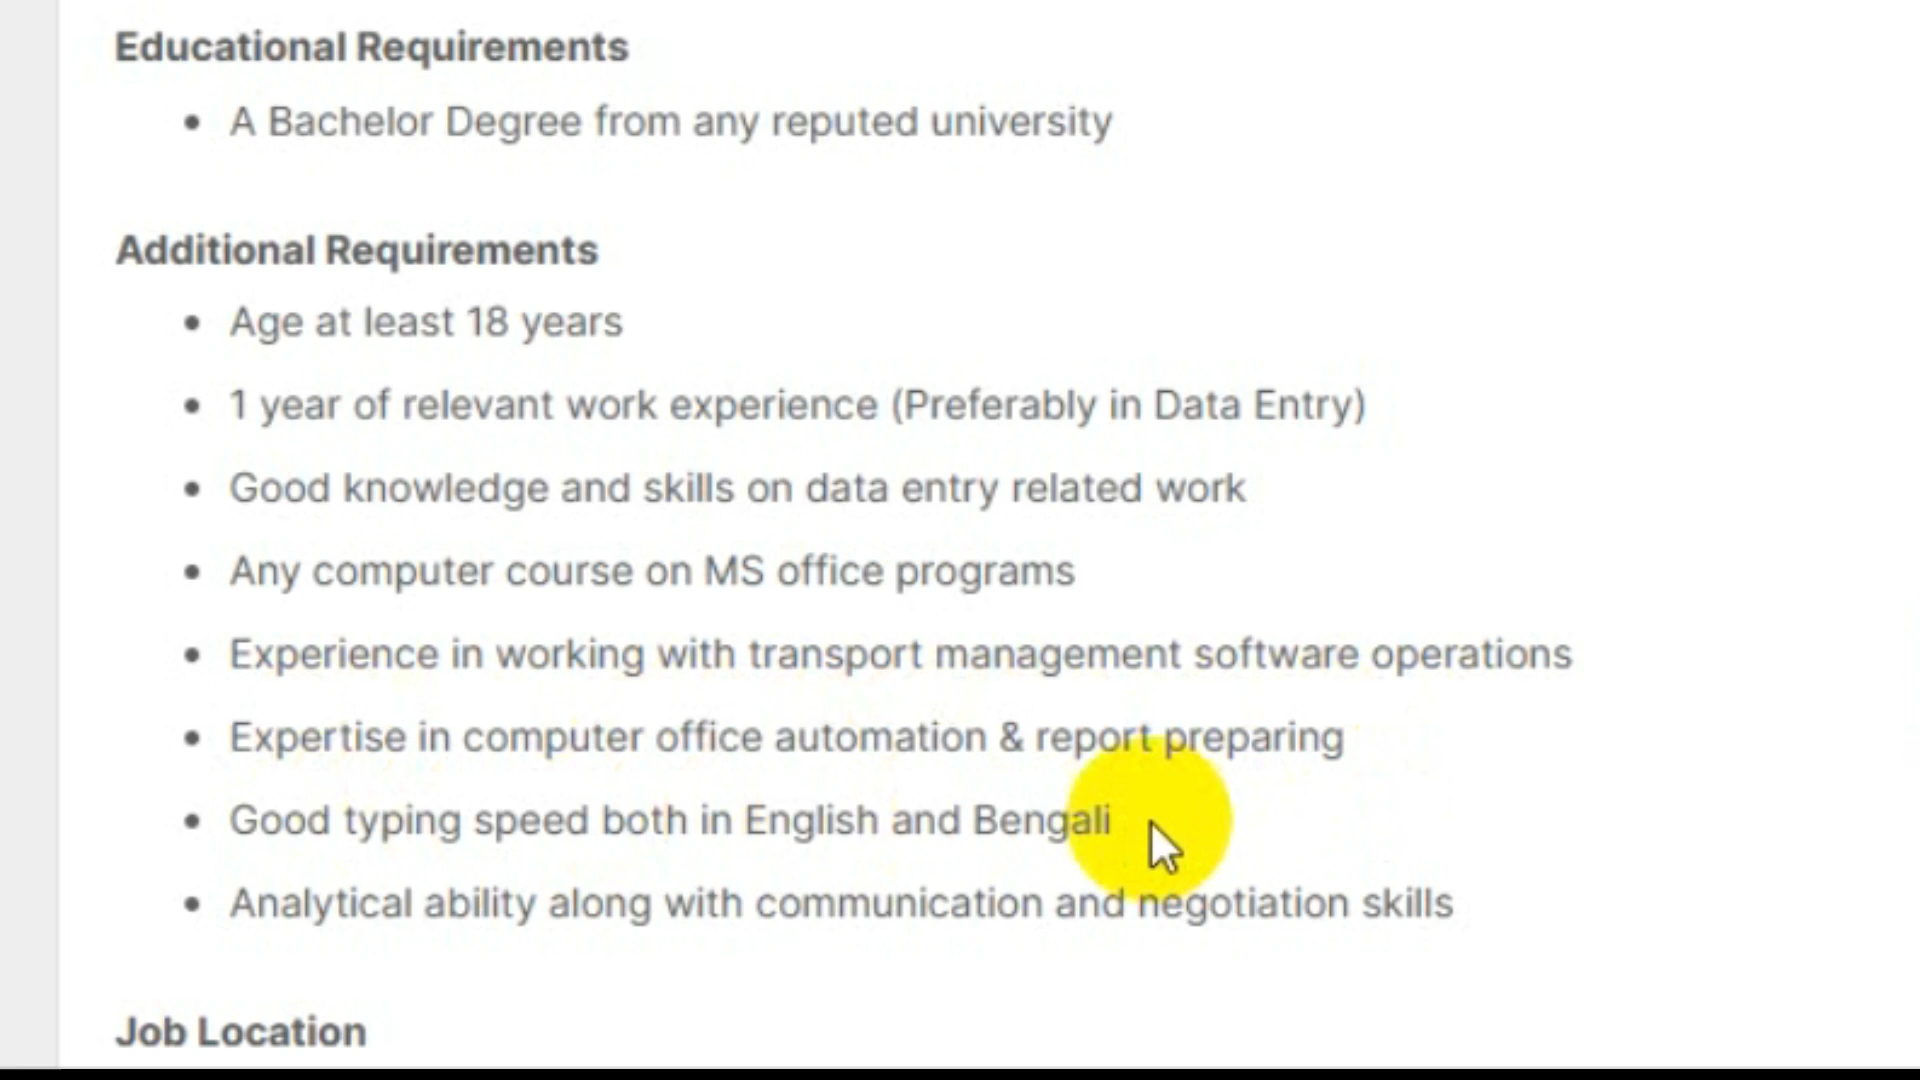 Educational Requirements
• A Bachelor Degree from any reputed university
Additional Requirements
• Age at least 18 years
• 1 year of relevant work experience (Preferably in Data Entry)
• Good knowledge and skills on data entry related work
• Any computer course on MS office programs
• Experience in working with transport management software operations
• Expertise in computer office automation & report preparing
• Good typing speed both in English and Bengali
• Analytical ability along with communication and negotiation skills
Job Location